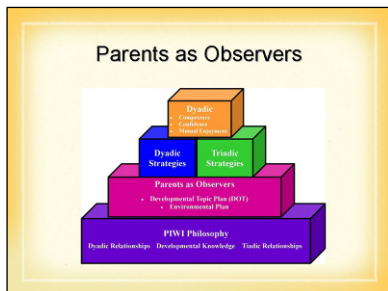 Parents as Observers
Dyadic
• Competence
• Confidence
• Mutual Enjoyment
Dyadic
Strategies
Triadic
Strategies
Parents as Observers
• Developmental Topic Plan (DOT)
• Environmental Plan
PIWI Philosophy
Dyadic Relationships Developmental Knowledge Tiadic Relationships